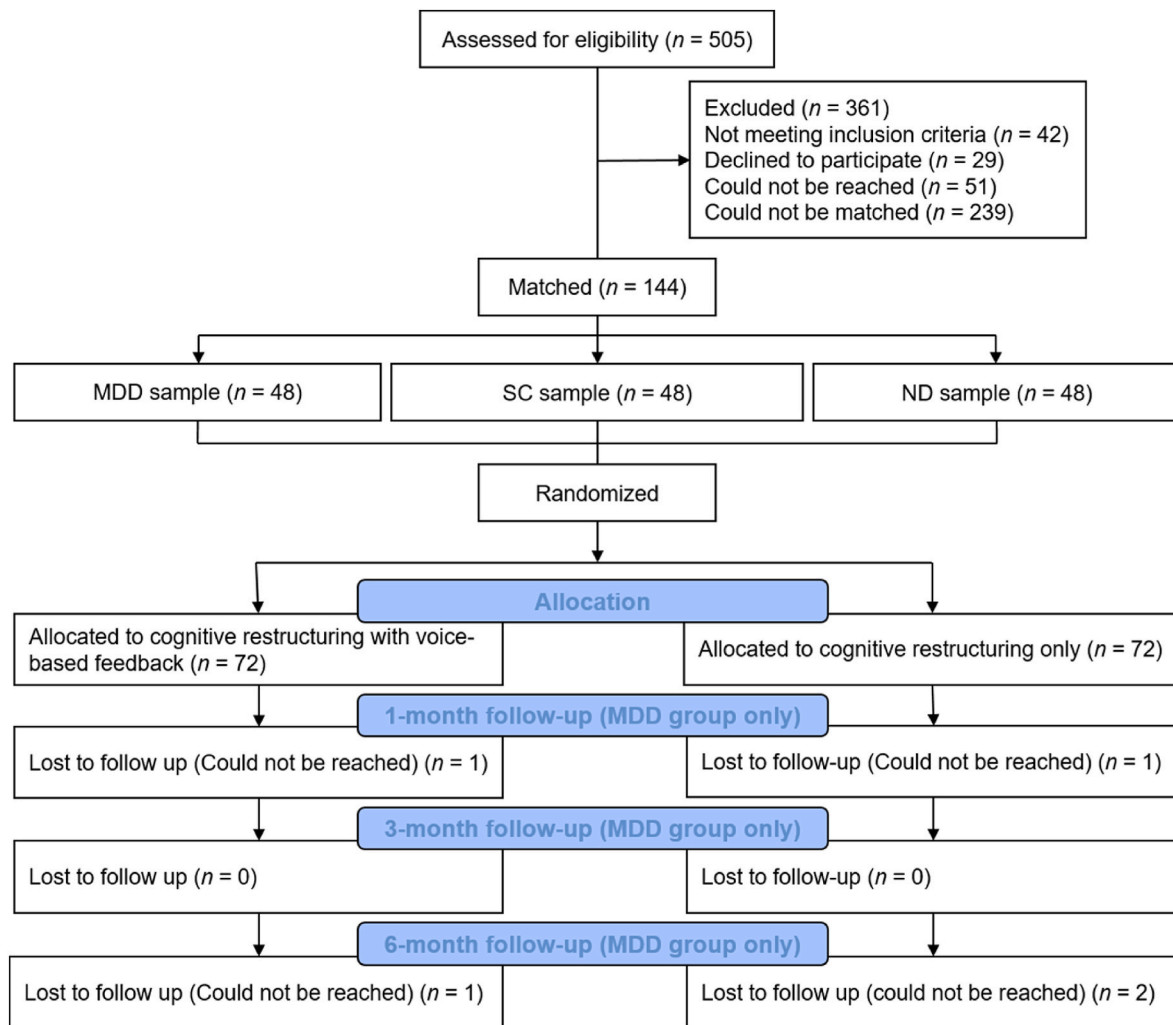 Assessed for eligibility (n = 505)
Excluded (n = 361)
Not meeting inclusion criteria (n = 42)
Declined to participate (n = 29)
Could not be reached (n = 51)
Could not be matched (n = 239)
Matched (n = 144)
MDD sample (n = 48)
SC sample (n = 48)
ND sample (n = 48)
Randomized
Allocation
Allocated to cognitive restructuring with voice-
based feedback (n = 72)
Allocated to cognitive restructuring only (n = 72)
1-month follow-up (MDD group only)
Lost to follow up (Could not be reached) (n = 1)
Lost to follow-up (Could not be reached) (n = 1)
3-month follow-up (MDD group only)
Lost to follow up (n = 0)
Lost to follow-up (n = 0)
6-month follow-up (MDD group only)
Lost to follow up (Could not be reached) (n = 1)
Lost to follow up (could not be reached) (n = 2)